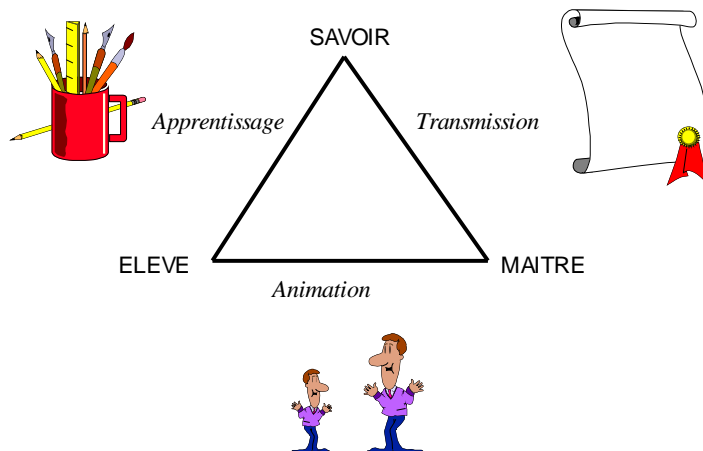 SAVOIR
Apprentissage
Transmission
ELEVE
MAITRE
Animation